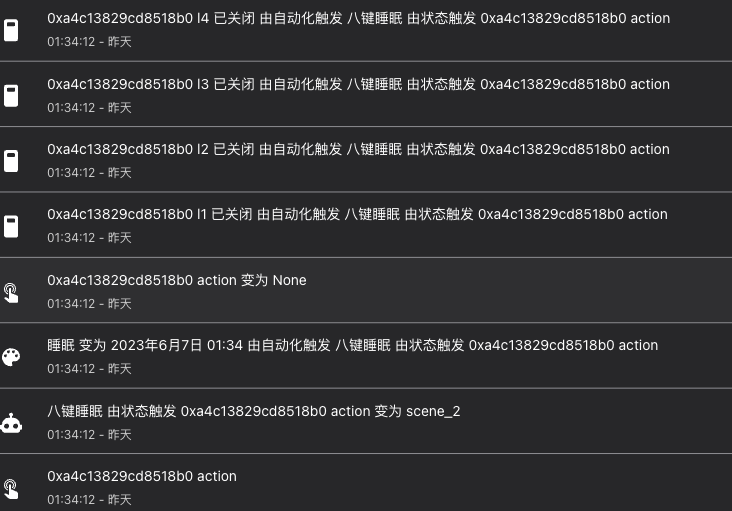 0xa4c13829cd8518b0 l4 已关闭 由自动化触发 八键睡眠 由状态触发 0xa4c13829cd8518b0 action
01:34:12 - 昨天
0xa4c13829cd8518b0 l3 已关闭 由自动化触发 八键睡眠 由状态触发 0xa4c13829cd8518b0 action
01:34:12 - 昨天
0xa4c13829cd8518b0 l2 已关闭 由自动化触发 八键睡眠 由状态触发 0xa4c13829cd8518b0 action
01:34:12 - 昨天
0xa4c13829cd8518b0 l1 已关闭 由自动化触发 八键睡眠 由状态触发 0xa4c13829cd8518b0 action
01:34:12 - 昨天
0xa4c13829cd8518b0 action 变为 None
01:34:12 - 昨天
睡眠 变为 2023年6月7日 01:34 由自动化触发 八键睡眠 由状态触发 0xa4c13829cd8518b0 action
01:34:12 - 昨天
八键睡眠 由状态触发 0xa4c13829cd8518b0 action 变为 scene_2
01:34:12 - 昨天
0xa4c13829cd8518b0 action
01:34:12 - 昨天